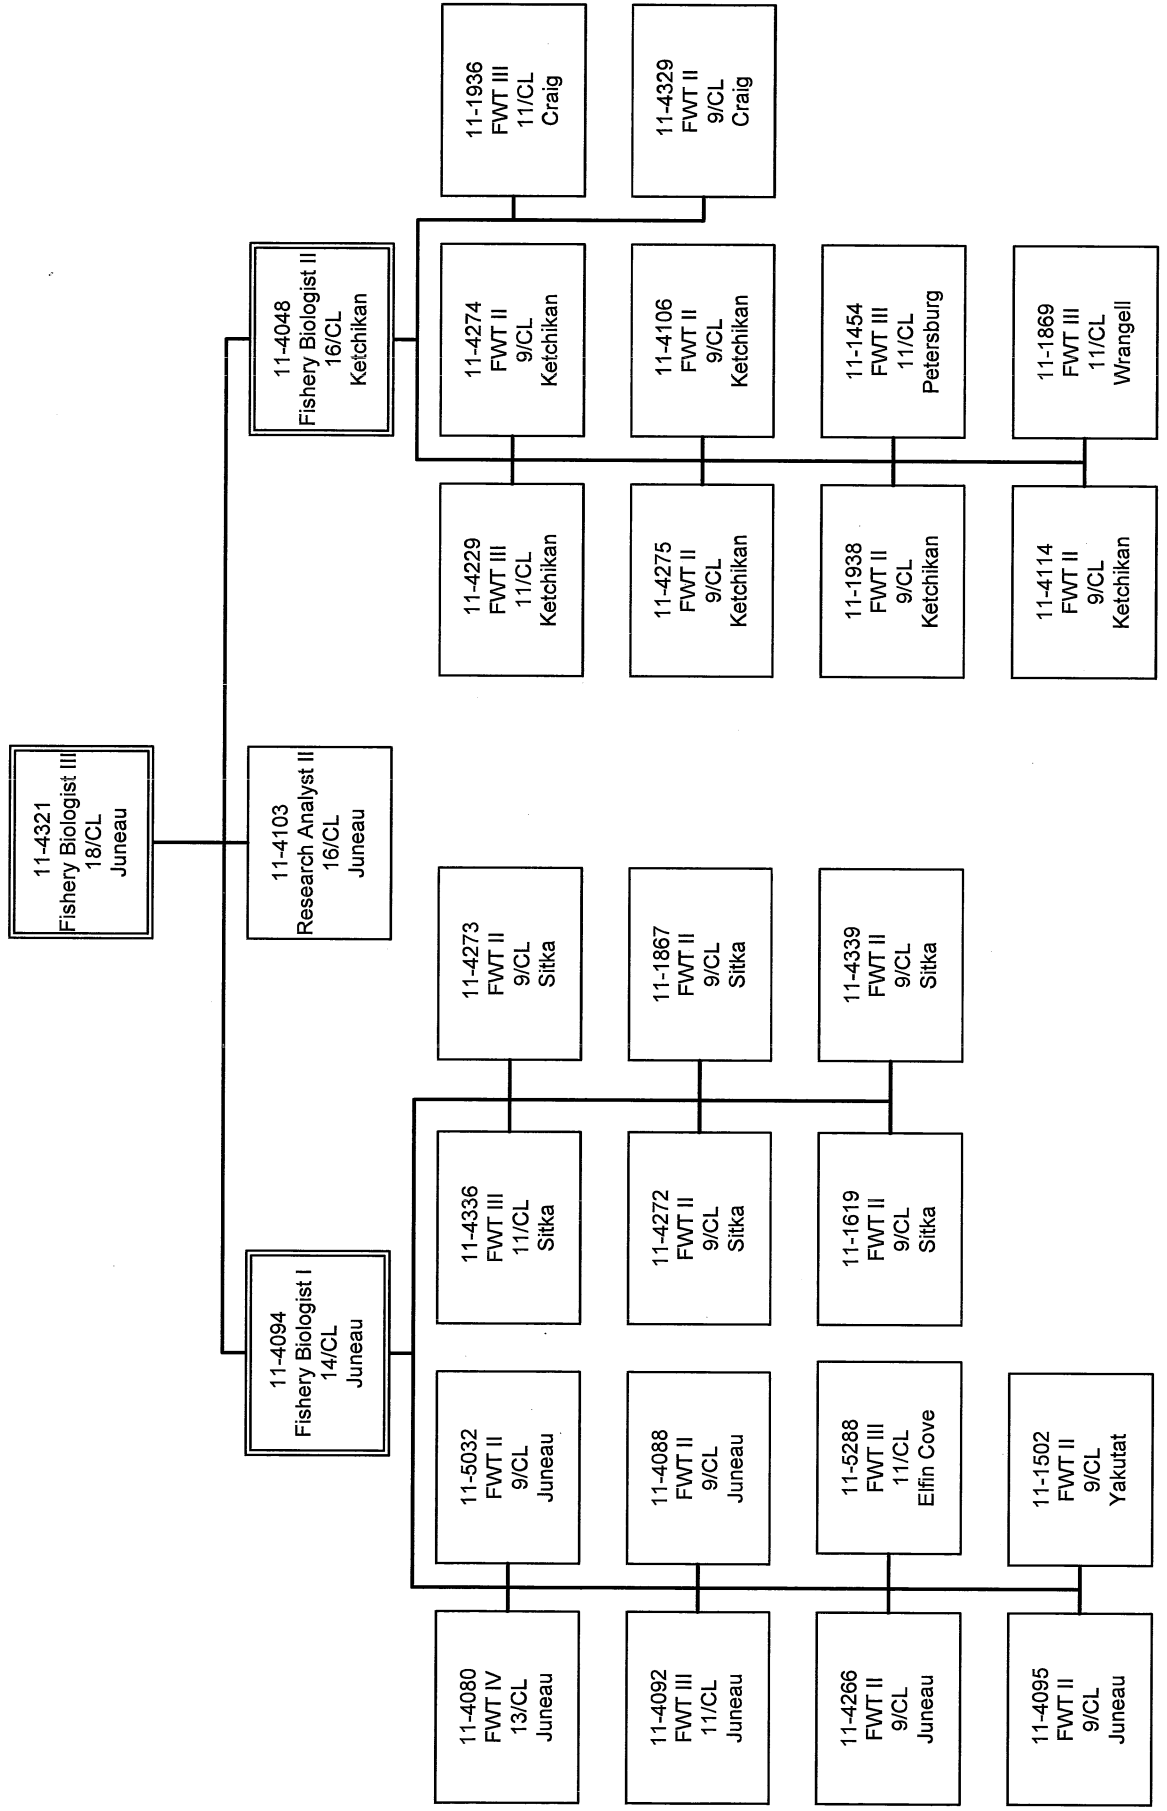 11-4321
Fishery Biologist III
18/CL
Juneau
11-4094
Fishery Biologist I
14/CL
Juneau
11-4103
Research Analyst II
16/CL
Juneau
11-4048
Fishery Biologist II
16/CL
Ketchikan
11-4080
FWT IV
13/CL
Juneau
11-5032
FWT II
9/CL
Juneau
11-4336
FWT III
11/CL
Sitka
11-4273
FWT II
9/CL
Sitka
11-4229
FWT III
11/CL
Ketchikan
11-4274
FWT II
9/CL
Ketchikan
11-1936
FWT III
11/CL
Craig
11-4092
FWT III
11/CL
Juneau
11-4088
FWT II
9/CL
Juneau
11-4272
FWT II
9/CL
Sitka
11-1867
FWT II
9/CL
Sitka
11-4275
FWT II
9/CL
Ketchikan
11-4106
FWT II
9/CL
Ketchikan
11-4329
FWT II
9/CL
Craig
11-4266
FWT II
9/CL
Juneau
11-5288
FWT III
11/CL
Elfin Cove
11-1619
FWT II
9/CL
Sitka
11-4339
FWT II
9/CL
Sitka
11-1938
FWT II
9/CL
Ketchikan
11-1454
FWT III
11/CL
Petersburg
11-4095
FWT II
9/CL
Juneau
11-1502
FWT II
9/CL
Yakutat
11-4114
FWT II
9/CL
Ketchikan
11-1869
FWT III
11/CL
Wrangell